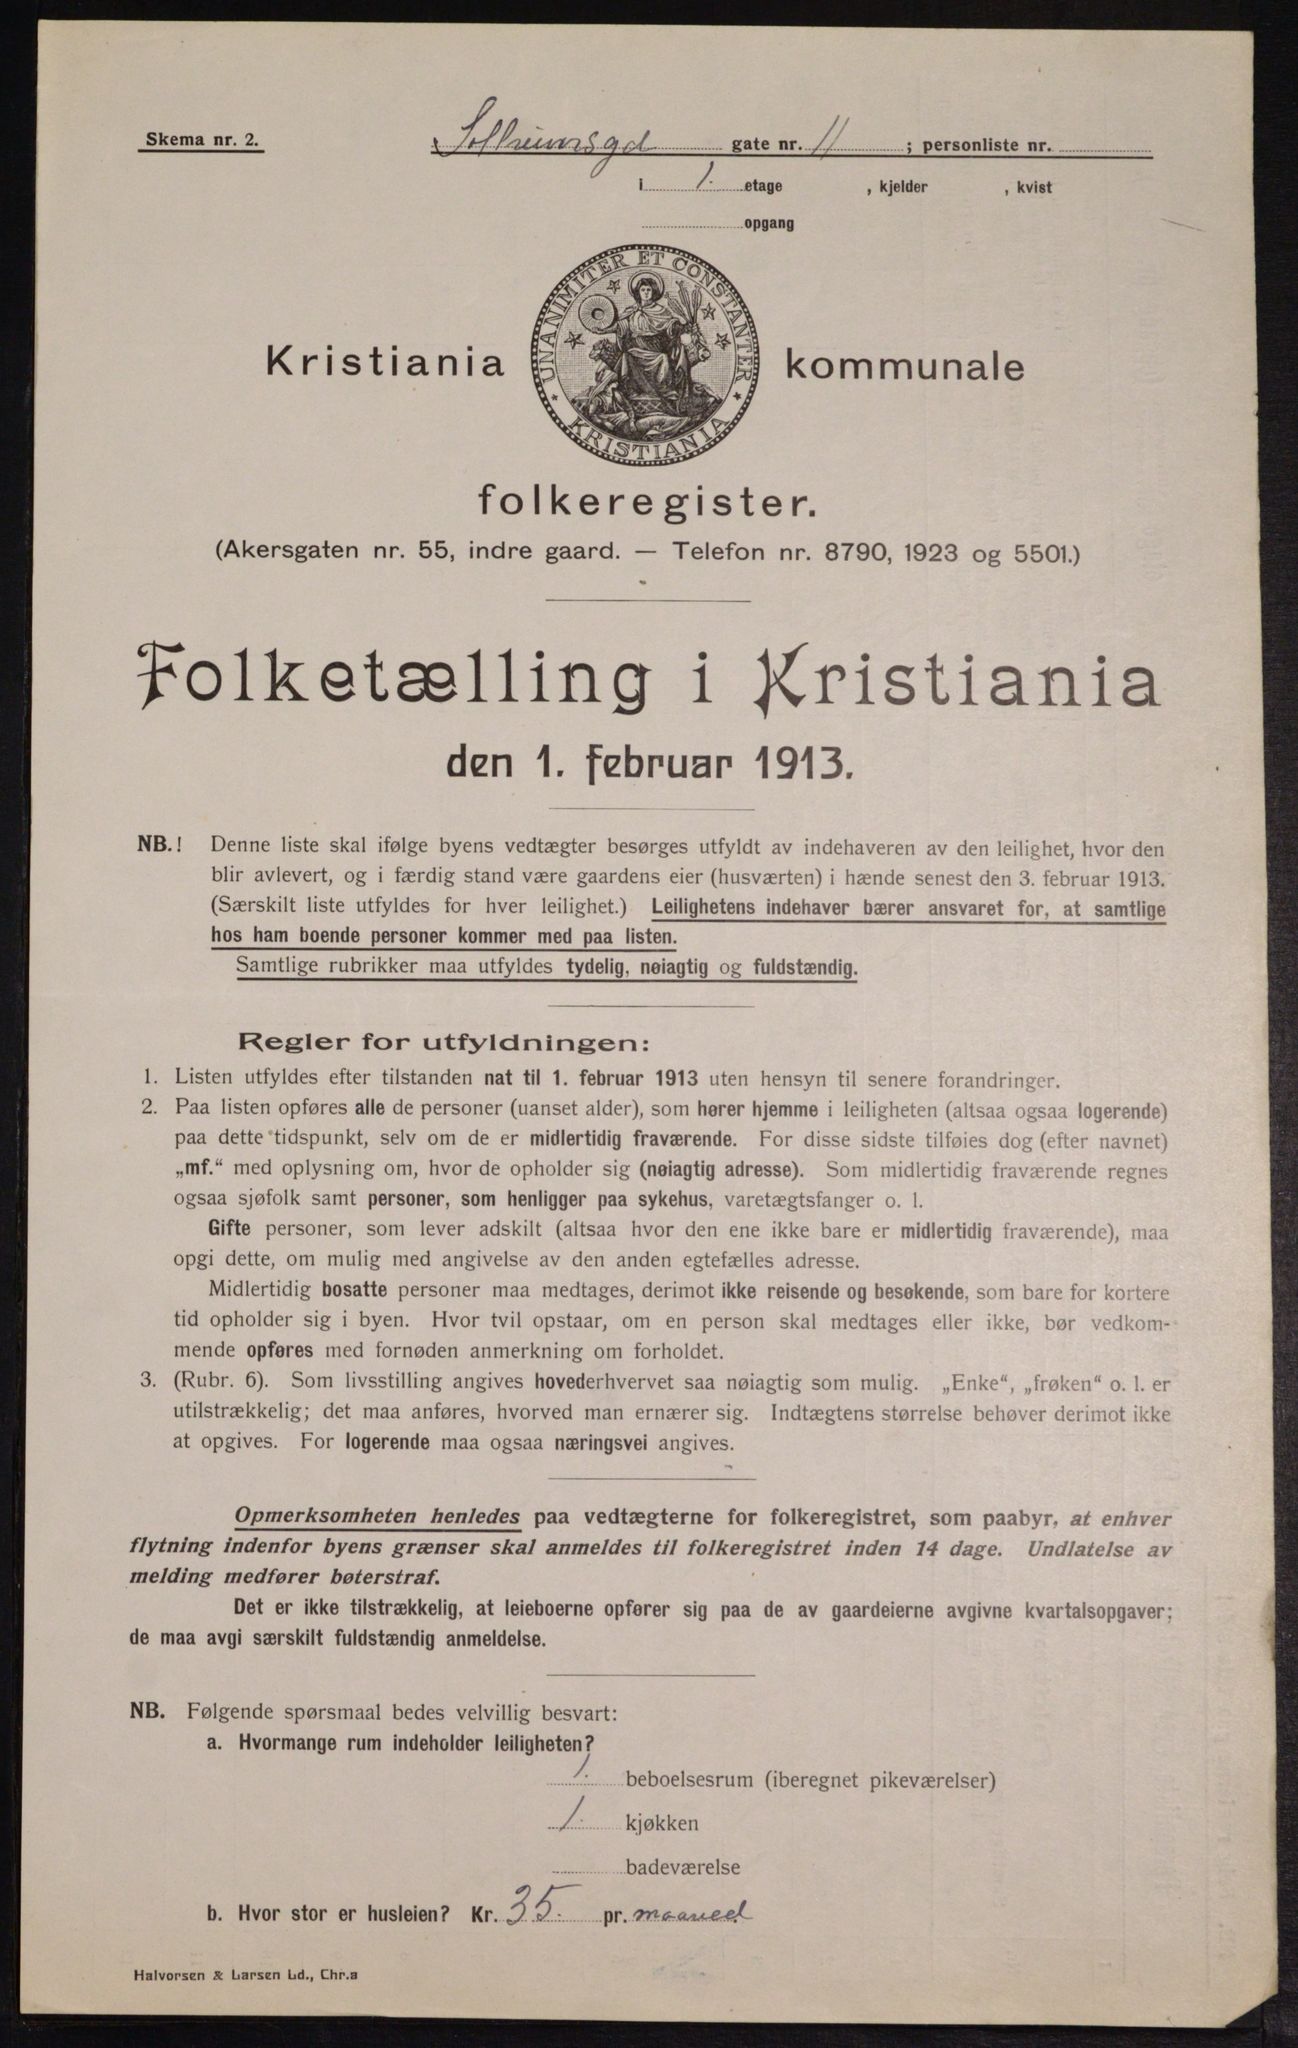 Skema nr. 2. Sollieimsgd gate nr. 11 ; personliste nr.
i 1. etage , kjelder , kvist
opgang
UNANIMITER ET CONSTANTER
KRISTIANIA
Kristiania kommunale
folkeregister.
(Akersgaten nr. 55, indre gaard. — Telefon nr. 8790, 1923 og 5501.)
Folketælling i Kristiania
den 1. februar 1913.
NB.! Denne liste skal ifølge byens vedtægter besørges utfyldt av indehaveren av den leilighet, hvor den
blir avlevert, og i færdig stand være gaardens eier (husværten) i hænde senest den 3. februar 1913.
(Særskilt liste utfyldes for hver leilighet.) Leilighetens indehaver bærer ansvaret for, at samtlige
hos ham boende personer kommer med paa listen.
Samtlige rubrikker maa utfyldes tydelig, nøiagtig og fuldstændig.
Regler for utfyldningen:
1. Listen utfyldes efter tilstanden nat til 1. februar 1913 uten hensyn til senere forandringer.
2. Paa listen opføres alle de personer (uanset alder), som hører hjemme i leiligheten (altsaa ogsaa logerende)
paa dette tidspunkt, selv om de er midlertidig fraværende. For disse sidste tilføies dog (efter navnet)
„mf.“ med oplysning om, hvor de opholder sig (nøiagtig adresse). Som midlertidig fraværende regnes
ogsaa sjøfolk samt personer, som henligger paa sykehus, varetægtsfanger o. l.
Gifte personer, som lever adskilt (altsaa hvor den ene ikke bare er midlertidig fraværende), maa
opgi dette, om mulig med angivelse av den anden egtefælles adresse.
Midlertidig bosatte personer maa medtages, derimot ikke reisende og besøkende, som bare for kortere
tid opholder sig i byen. Hvor tvil opstaar, om en person skal medtages eller ikke, bør vedkom-
mende opføres med fornøden anmerkning om forholdet.
3. (Rubr. 6). Som livsstilling angives hovederhvervet saa nøiagtig som mulig. „Enke“, „frøken“ o. l. er
utilstrækkelig; det maa anføres, hvorved man ernærer sig. Indtægtens størrelse behøver derimot ikke
at opgives. For logerende maa ogsaa næringsvei angives.
Opmerksomheten henledes paa vedtægterne for folkeregistret, som paabyr, at enhver
flytning indenfor byens grænser skal anmeldes til folkeregistret inden 14 dage. Undlatelse av
melding medfører bøterstraf.
Det er ikke tilstrækkelig, at leieboerne opfører sig paa de av gaardeierne avgivne kvartalsopgaver;
de maa avgi særskilt fuldstændig anmeldelse.
NB. Følgende spørsmaal bedes velvillig besvart:
a. Hvormange rum indeholder leiligheten?
1. beboelsesrum (iberegnet pikeværelser)
1. kjøkken
badeværelse
b. Hvor stor er husleien? Kr. 35. pr. maaned
Halvorsen & Larsen Ld., Chr.a